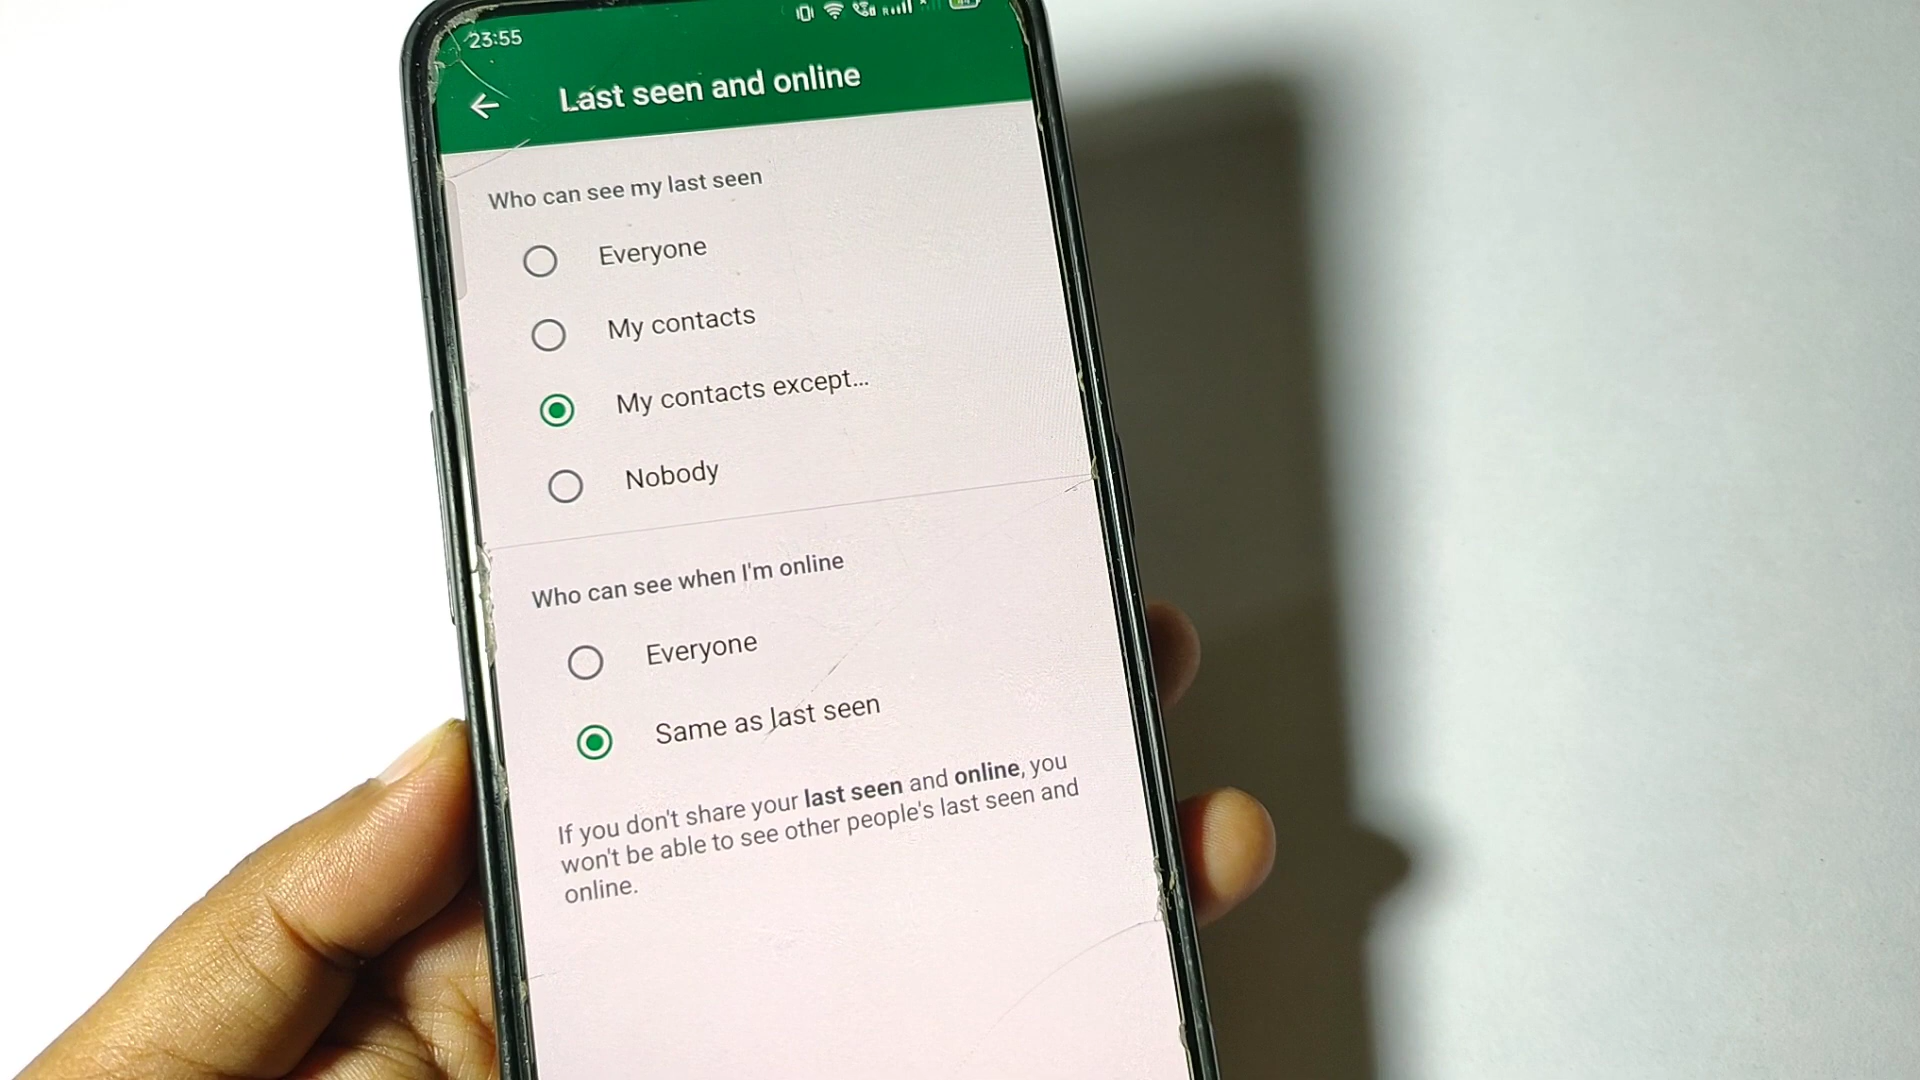 23:55
Last seen and online
Who can see my last seen
Everyone
My contacts
My contacts except...
Nobody
Who can see when I'm online
Everyone
Same as last seen
If you don't share your last seen and online, you
won't be able to see other people's last seen and
online.